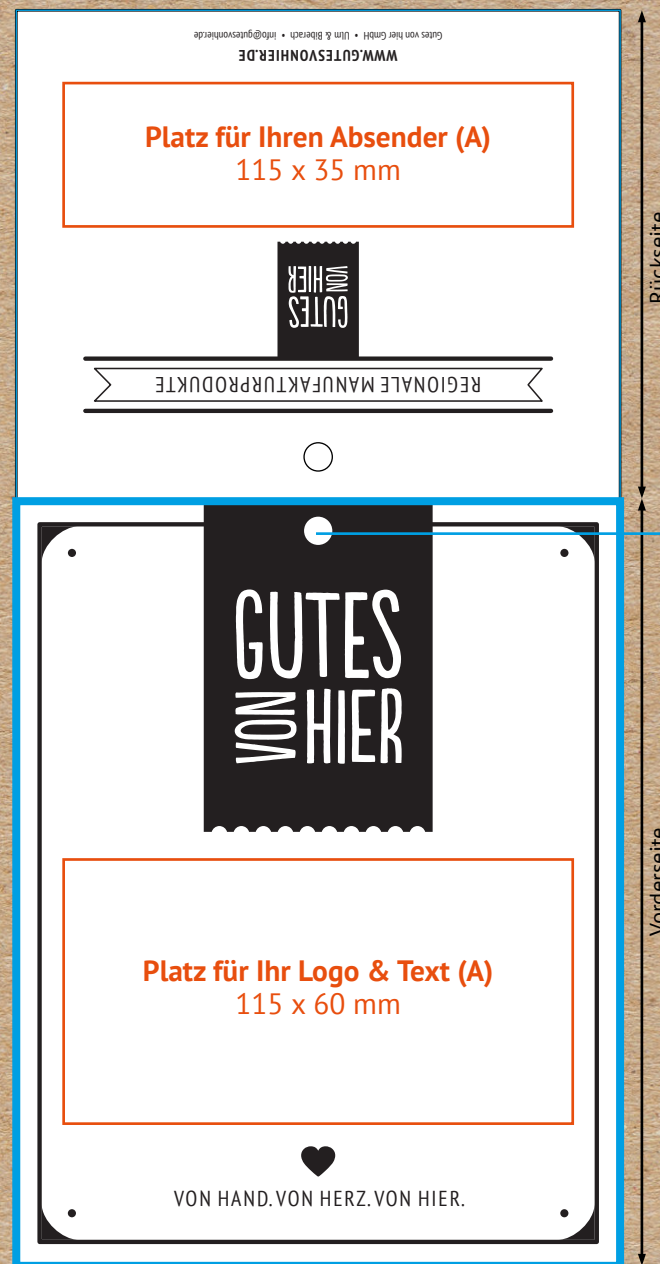 Gutes von hier GmbH • Ulm & Biberach • info@gutesvonhier.de
WWW.GUTESVONHIER.DE
Platz für Ihren Absender (A)
115 x 35 mm
GUTES
VON HIER
REGIONALE MANUFAKTURPRODUKTE
Rückseite
GUTES
VON HIER
Vorderseite
Platz für Ihr Logo & Text (A)
115 x 60 mm
VON HAND. VON HERZ. VON HIER.